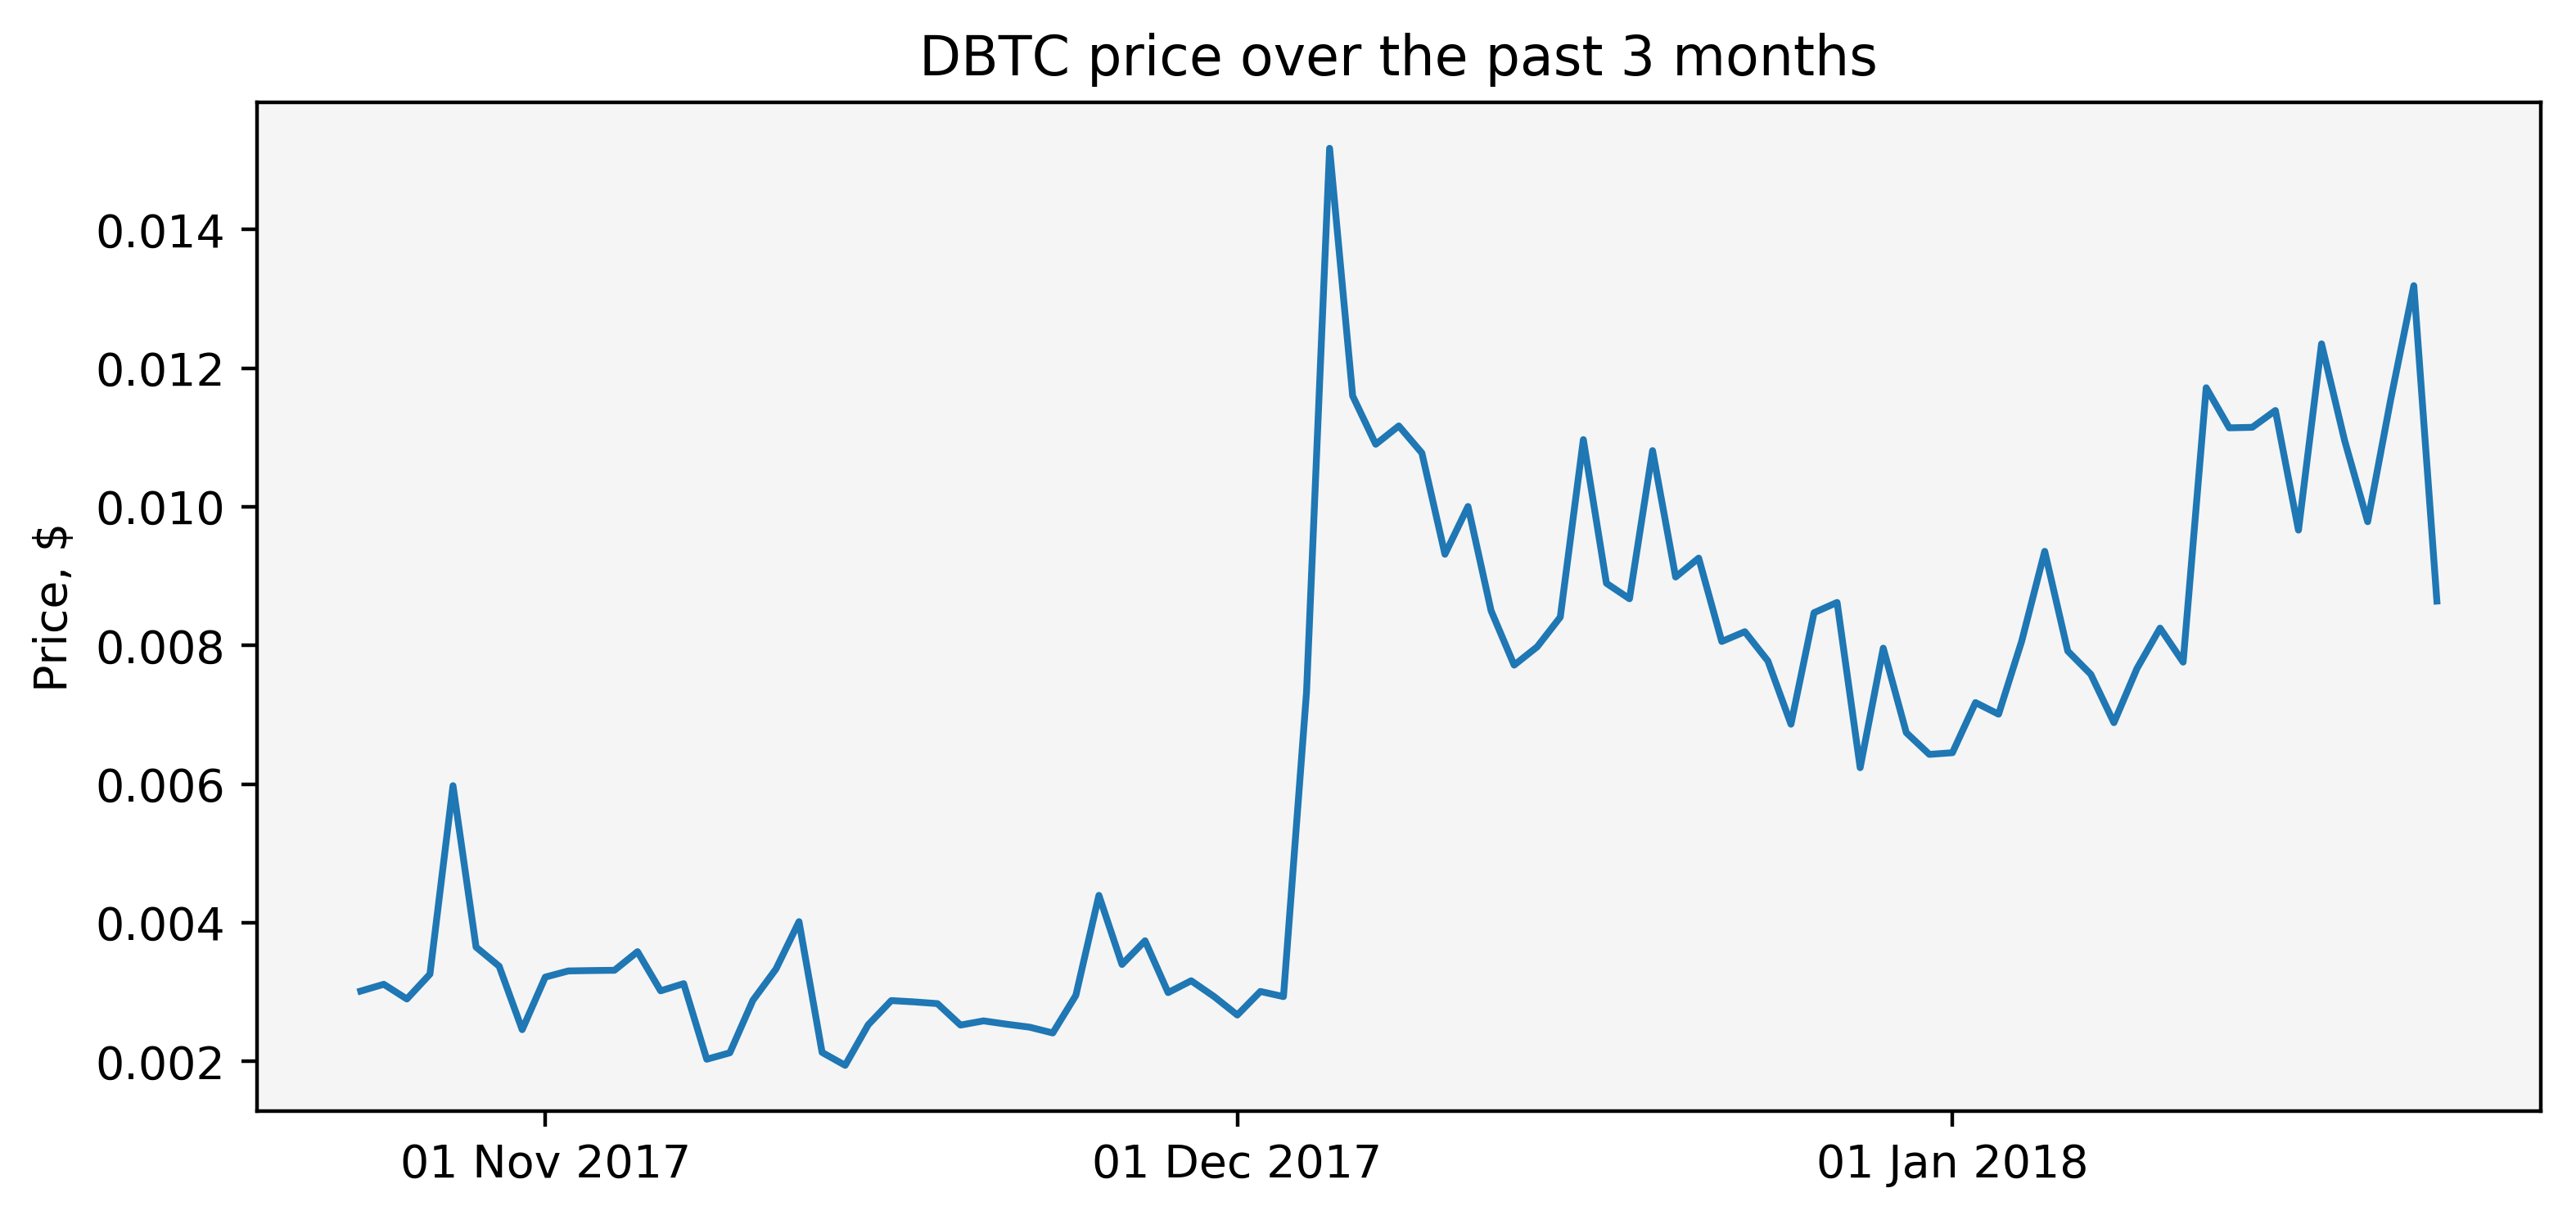 DBTC price over the past 3 months
Price, $
0.014
0.012
0.010
0.008
0.006
0.004
0.002
01 Nov 2017
01 Dec 2017
01 Jan 2018